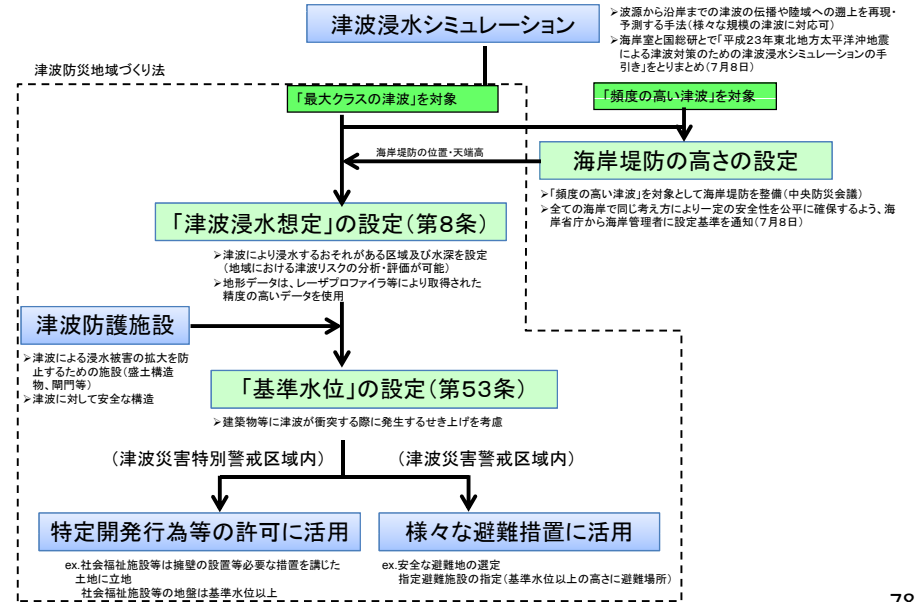 津波浸水シミュレーション
➢波源から沿岸までの津波の伝播や陸域への遡上を再現・
予測する手法(様々な規模の津波に対応可)
➢海岸室と国総研とで「平成23年東北地方太平洋沖地震
による津波対策のための津波浸水シミュレーションの手
引き」をとりまとめ(7月8日)
津波防災地域づくり法
「最大クラスの津波」を対象
「頻度の高い津波」を対象
海岸堤防の位置・天端高
海岸堤防の高さの設定
➢「頻度の高い津波」を対象として海岸堤防を整備(中央防災会議)
➢全ての海岸で同じ考え方により一定の安全性を公平に確保するよう、海
岸省庁から海岸管理者に設定基準を通知(7月8日)
「津波浸水想定」の設定(第8条)
➢津波により浸水するおそれがある区域及び水深を設定
(地域における津波リスクの分析・評価が可能)
➢地形データは、レーザプロファイラ等により取得された
精度の高いデータを使用
津波防護施設
➢津波による浸水被害の拡大を防
止するための施設(盛土構造
物、閘門等)
➢津波に対して安全な構造
「基準水位」の設定(第53条)
➢建築物等に津波が衝突する際に発生するせき上げを考慮
(津波災害特別警戒区域内)
(津波災害警戒区域内)
特定開発行為等の許可に活用
様々な避難措置に活用
ex.社会福祉施設等は擁壁の設置等必要な措置を講じた
土地に立地
社会福祉施設等の地盤は基準水位以上
ex.安全な避難地の選定
指定避難施設の指定(基準水位以上の高さに避難場所)
78